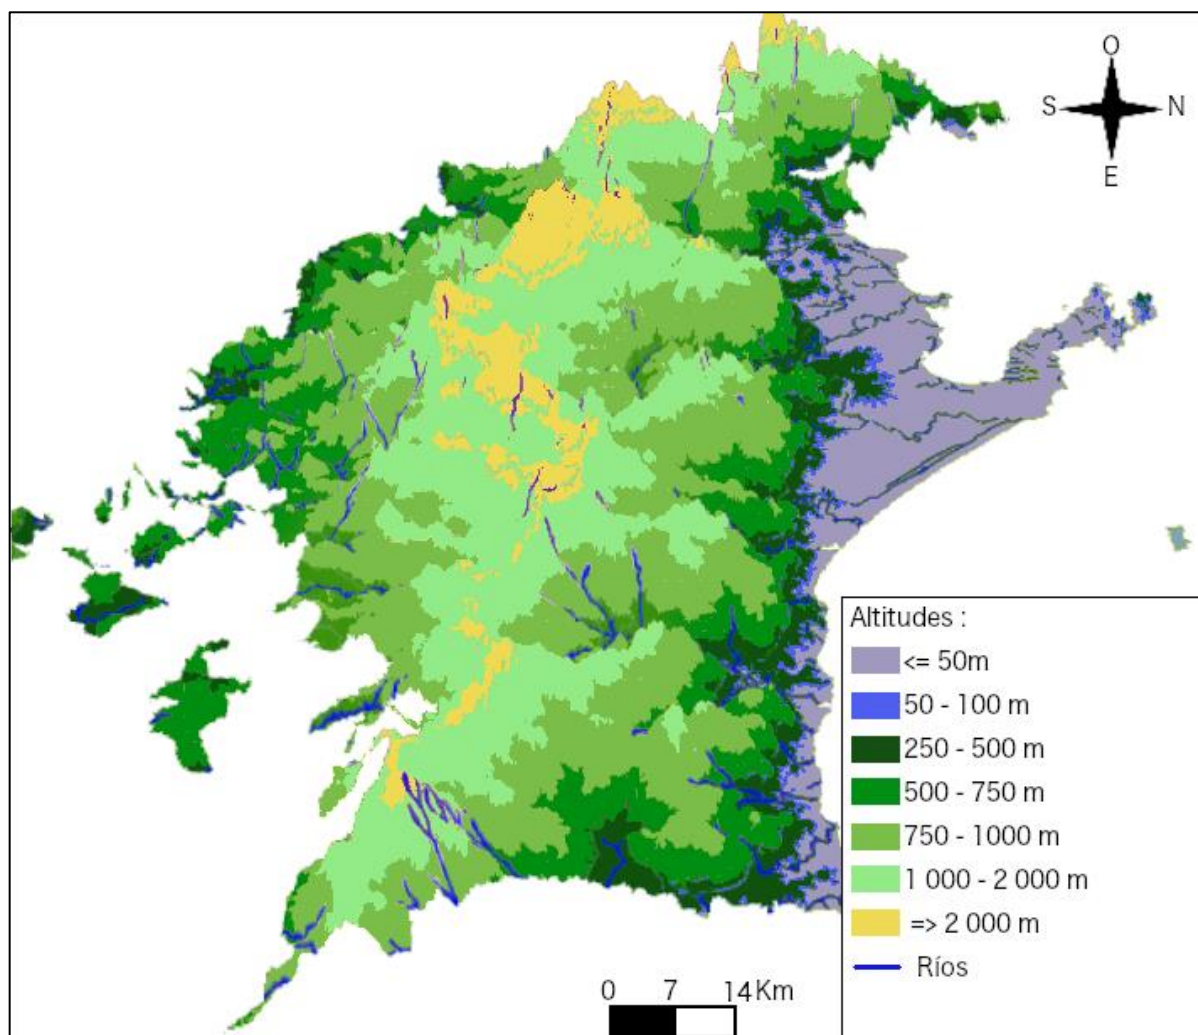 O
S N
E
Altitudes :
<= 50m
50 - 100 m
250 - 500 m
500 - 750 m
750 - 1000 m
1 000 - 2 000 m
=> 2 000 m
Ríos
0 7 14 Km